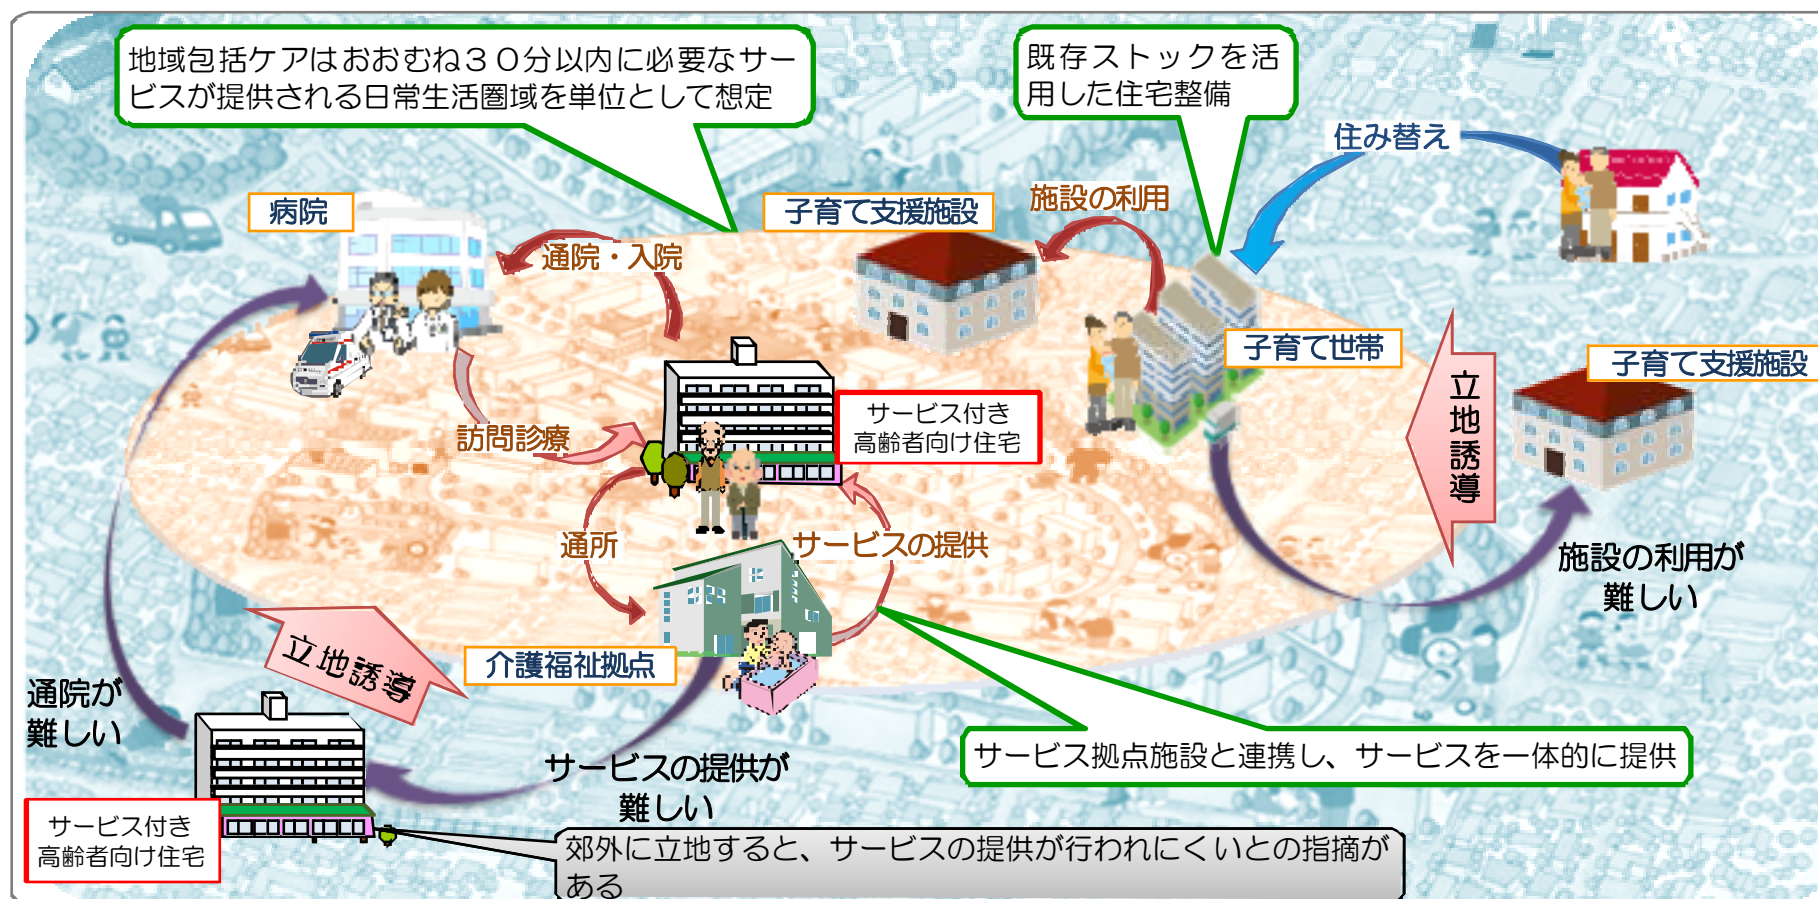 地域包括ケアはおおむね３０分以内に必要なサー
ビスが提供される日常生活圏域を単位として想定
既存ストックを活
用した住宅整備
住み替え
病院
子育て支援施設
施設の利用
通院・入院
子育て世帯
子育て支援施設
立地誘導
サービス付き
高齢者向け住宅
訪問診療
通所
サービスの提供
施設の利用が
難しい
立地誘導
介護福祉拠点
通院が
難しい
サービスの提供が
難しい
サービス拠点施設と連携し、サービスを一体的に提供
サービス付き
高齢者向け住宅
郊外に立地すると、サービスの提供が行われにくいとの指摘が
ある